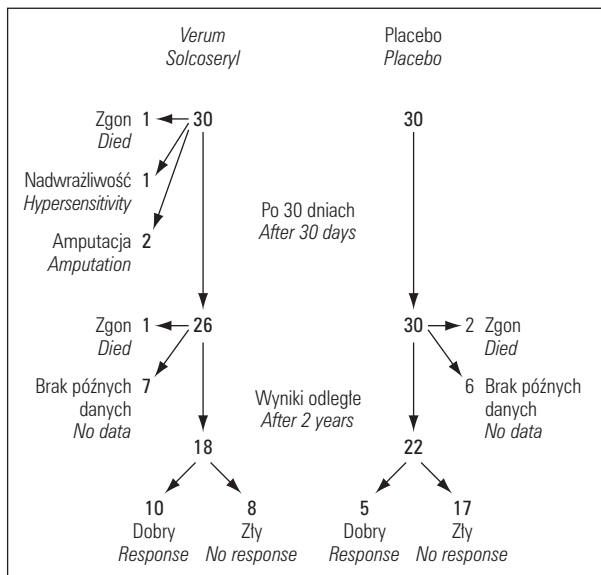 Verum Placebo
Solcoseryl Placebo
Zgon 1 30 30
Died
Nadwrażliwość 1
Hypersensitivity
Po 30 dniach
After 30 days
Amputacja 2
Amputation
Zgon 1 26 30 2 Zgon
Died Died
Brak późnych 7 6 Brak późnych
danych danych
No data No data
Wyniki odległe
After 2 years
18 22
10 8 5 17
Dobry Zły Dobry Zły
Response No response Response No response